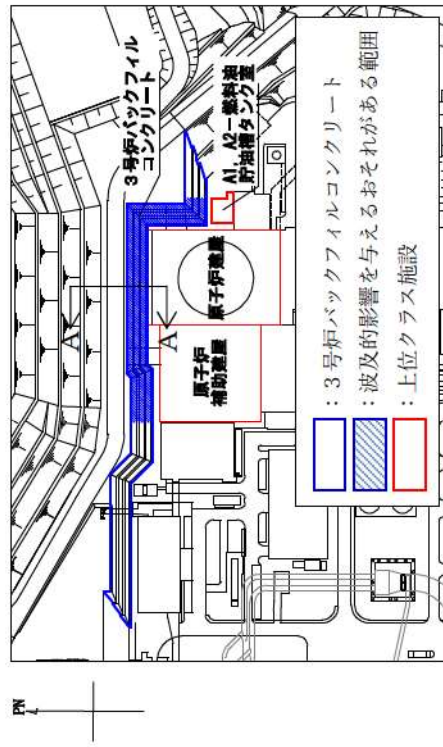 PN
3号炉バックフィル
コンクリート
A1，A2－燃料油
貯油槽タンク室
A
A
原子炉建屋
原子炉
補助建屋
：3号炉バックフィルコンクリート
：波及的影響を与えるおそれがある範囲
：上位クラス施設